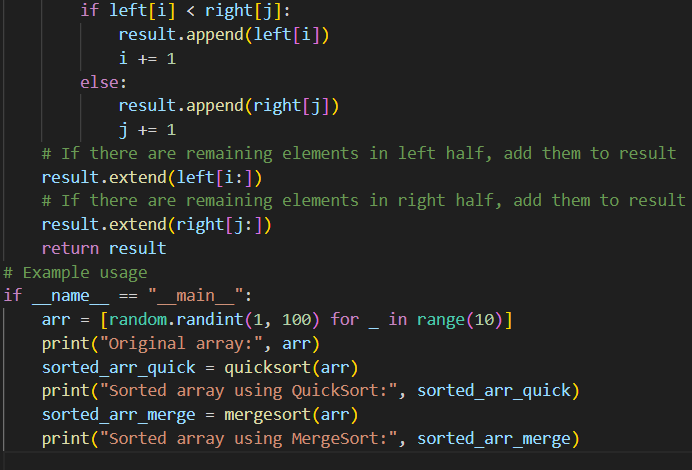 if left[i] < right[j]:
result.append(left[i])
i += 1
else:
result.append(right[j])
j += 1
# If there are remaining elements in left half, add them to result
result.extend(left[i:])
# If there are remaining elements in right half, add them to result
result.extend(right[j:])
return result
# Example usage
if __name__ == "__main__":
arr = [random.randint(1, 100) for _ in range(10)]
print("Original array:", arr)
sorted_arr_quick = quicksort(arr)
print("Sorted array using QuickSort:", sorted_arr_quick)
sorted_arr_merge = mergesort(arr)
print("Sorted array using MergeSort:", sorted_arr_merge)